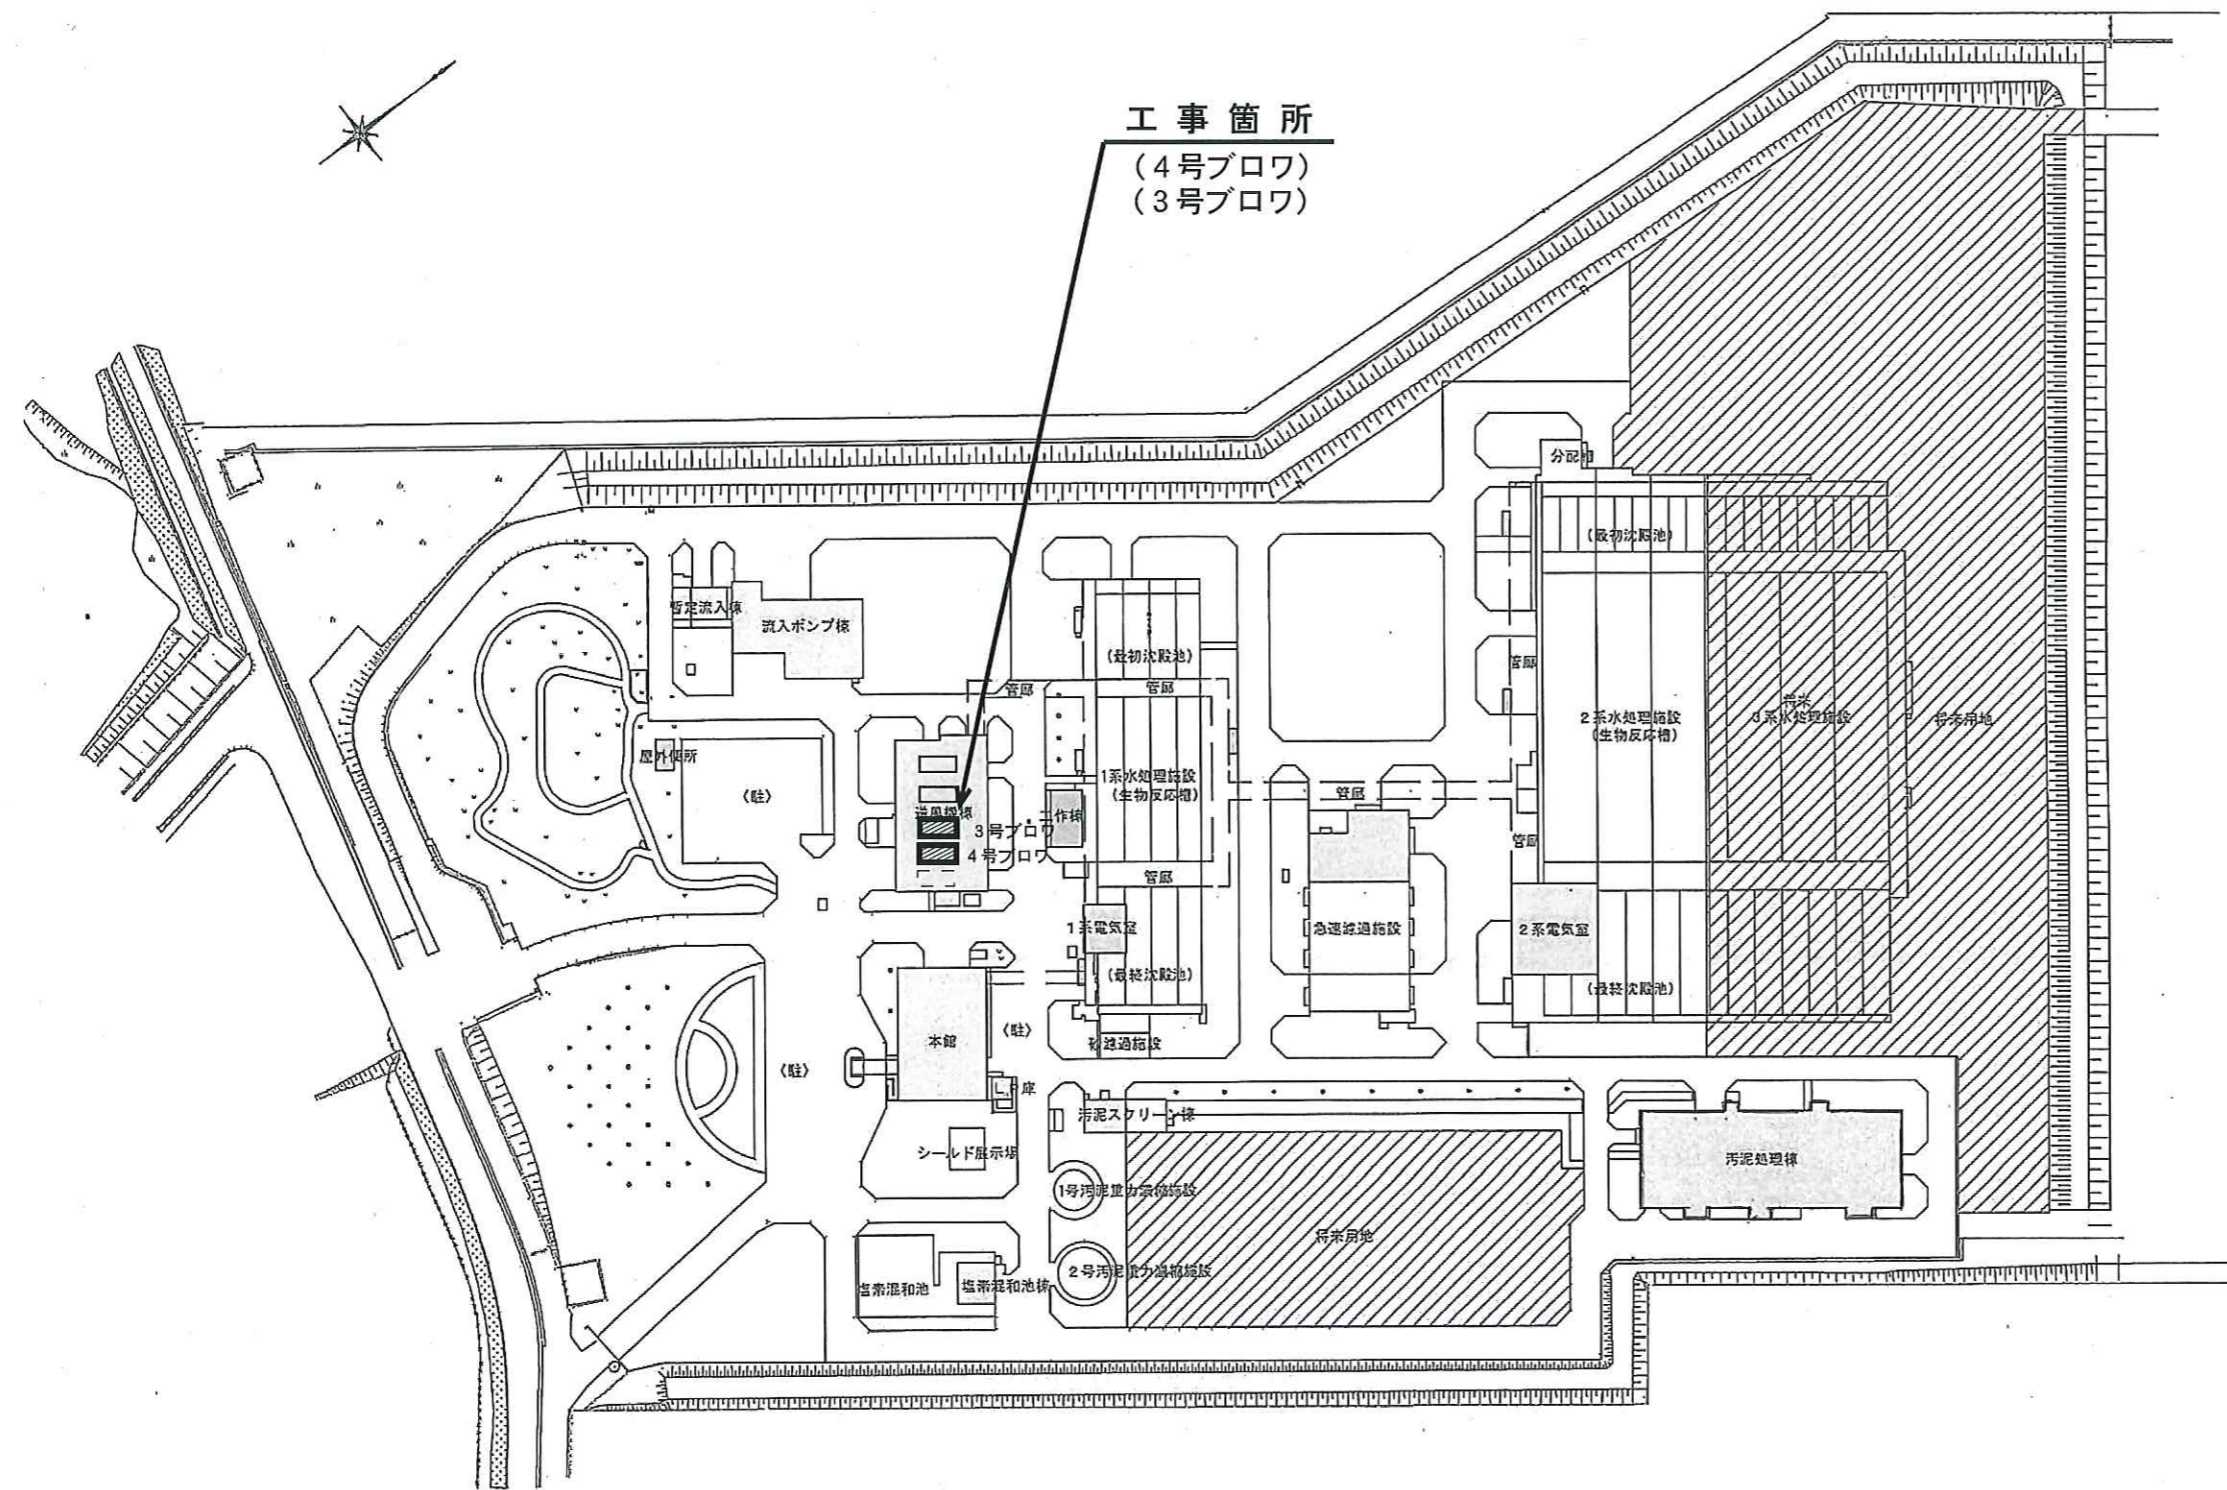 工事箇所
(4号ブロワ)
(3号ブロワ)
分配槽
(最初沈殿池)
暫定流入棟
流入ポンプ棟
(最初沈殿池)
管廊
管廊
管廊
2系水処理施設
(生物反応槽)
将来
3系水処理施設
将来用地
屋外便所
〈駐〉
1系水処理施設
(生物反応槽)
管廊
送風機棟
3号ブロワ
4号ブロワ
工作棟
管廊
管廊
1系電気室
急速濾過施設
2系電気室
(最終沈殿池)
(最終沈殿池)
本館
〈駐〉
砂濾過施設
〈駐〉
LP庫
汚泥スクリーン棟
シールド展示場
汚泥処理棟
1号汚泥重力濃縮施設
将来用地
2号汚泥重力濃縮施設
塩素混和池
塩素混和池棟